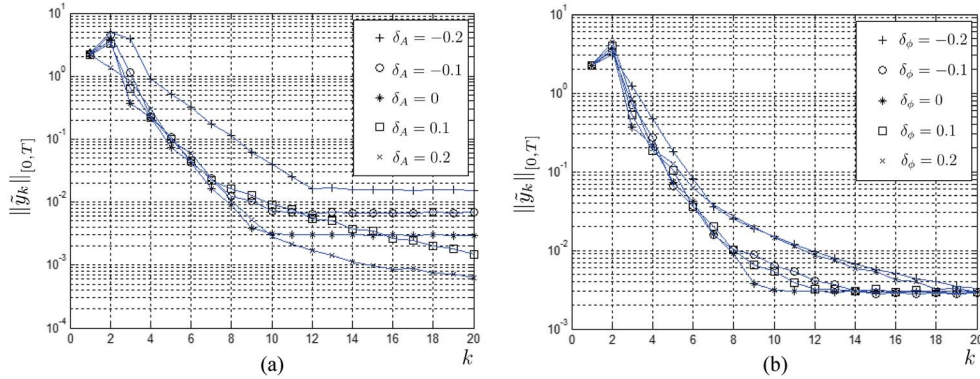 10^1
10^0
10^{-1}
10^{-2}
10^{-3}
10^{-4}
‖ỹ_k‖_{[0,T]}
0 2 4 6 8 10 12 14 16 18 20
k
δ_A = −0.2
δ_A = −0.1
δ_A = 0
δ_A = 0.1
δ_A = 0.2
(a)
10^1
10^0
10^{-1}
10^{-2}
10^{-3}
‖ỹ_k‖_{[0,T]}
0 2 4 6 8 10 12 14 16 18 20
k
δ_ϕ = −0.2
δ_ϕ = −0.1
δ_ϕ = 0
δ_ϕ = 0.1
δ_ϕ = 0.2
(b)